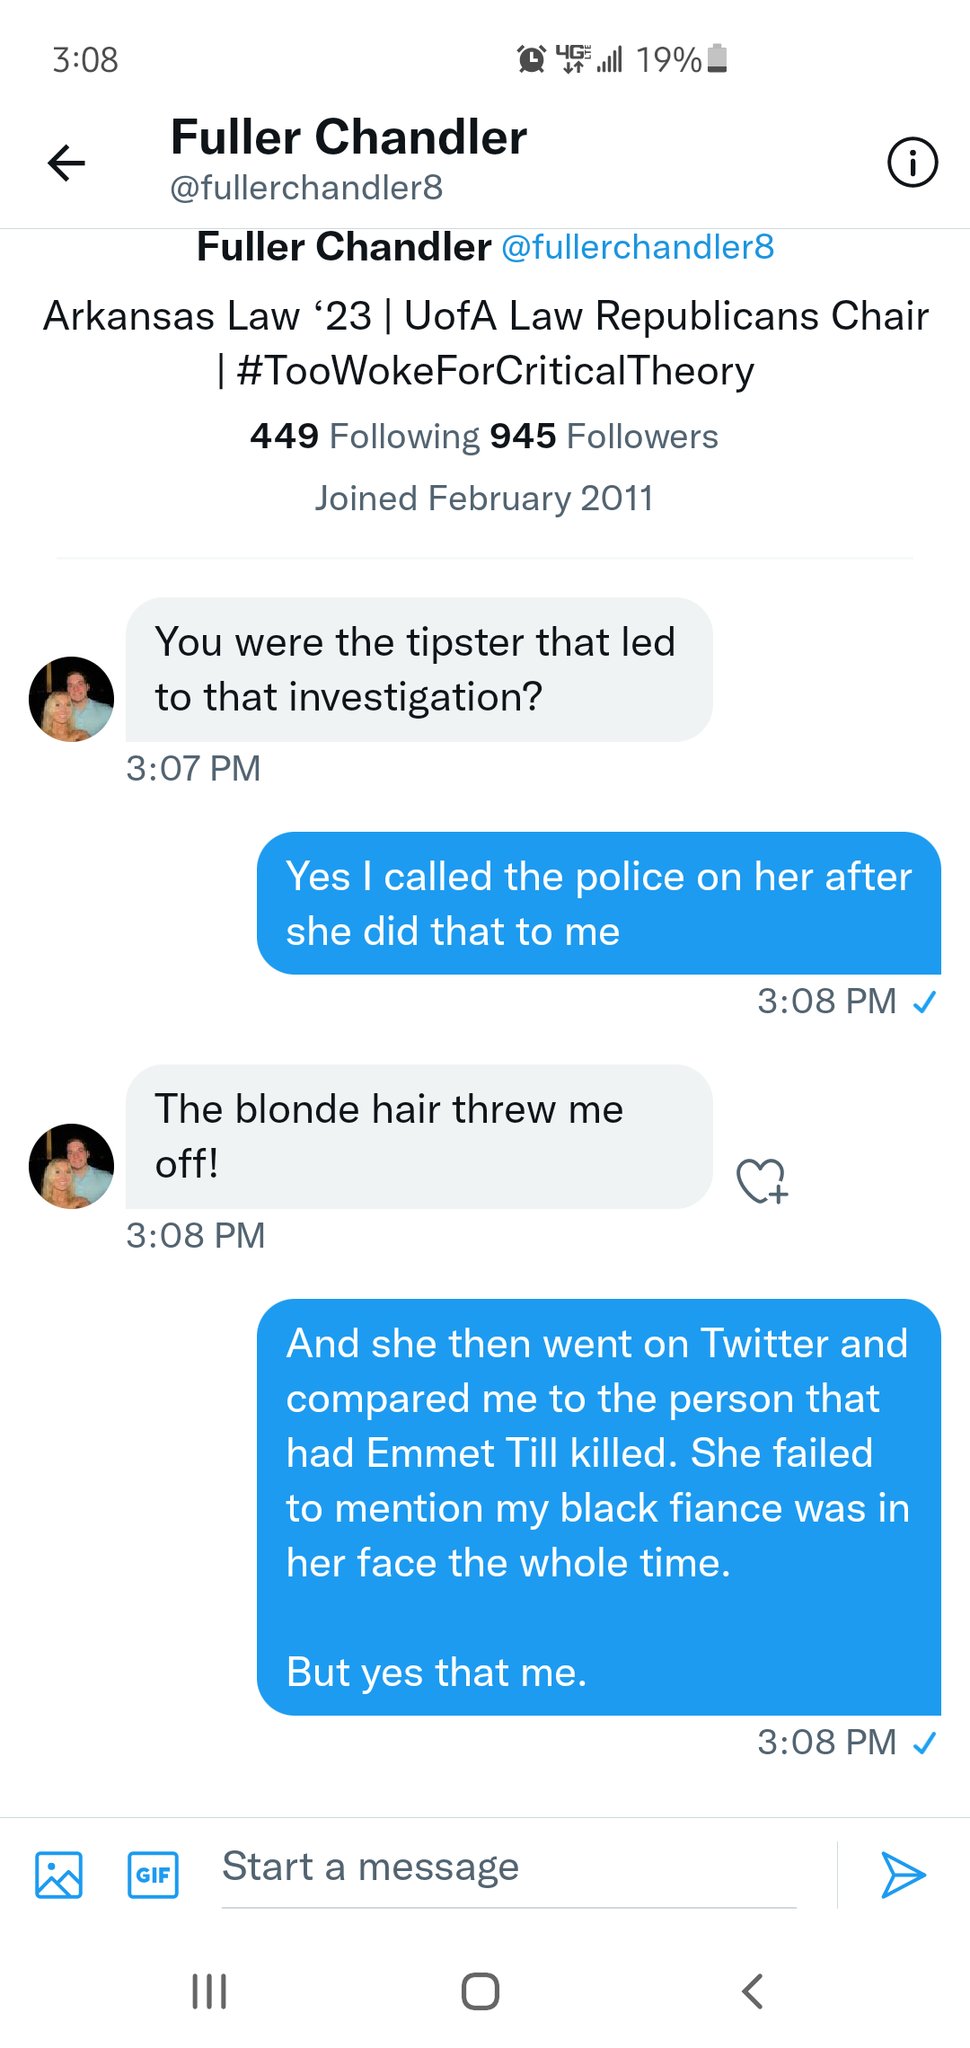 3:08 4G LTE 19%
Fuller Chandler
@fullerchandler8
Fuller Chandler @fullerchandler8
Arkansas Law ‘23 | UofA Law Republicans Chair
| #TooWokeForCriticalTheory
449 Following 945 Followers
Joined February 2011
You were the tipster that led
to that investigation?
3:07 PM
Yes I called the police on her after
she did that to me
3:08 PM
The blonde hair threw me
off!
3:08 PM
And she then went on Twitter and
compared me to the person that
had Emmet Till killed. She failed
to mention my black fiance was in
her face the whole time.
But yes that me.
3:08 PM
GIF Start a message